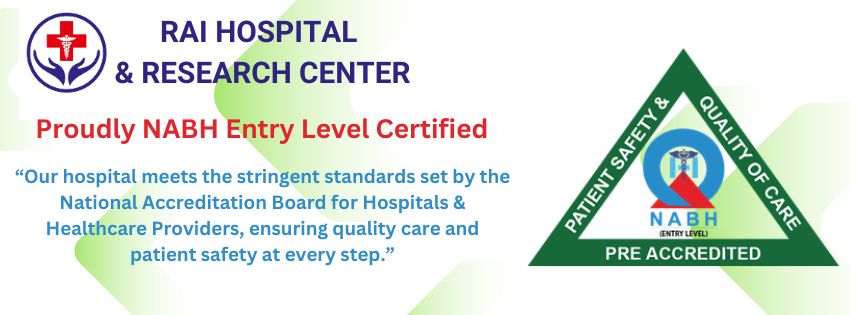 RAI HOSPITAL
& RESEARCH CENTER
Proudly NABH Entry Level Certified
“Our hospital meets the stringent standards set by the
National Accreditation Board for Hospitals &
Healthcare Providers, ensuring quality care and
patient safety at every step.”
PATIENT SAFETY &
QUALITY OF CARE
NABH
(ENTRY LEVEL)
PRE ACCREDITED